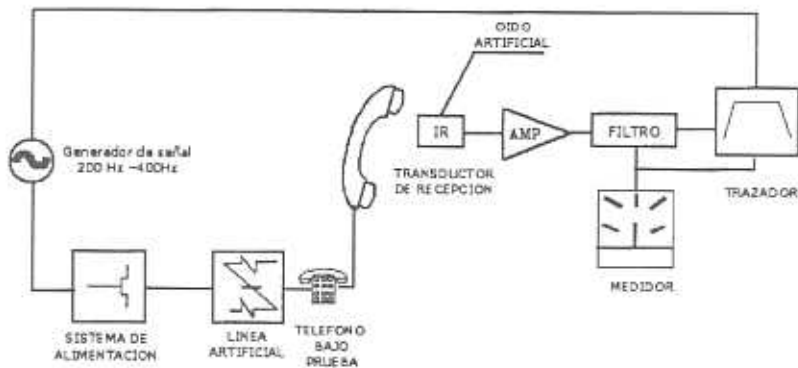 OIDO
ARTIFICIAL
Generador de señal
200 Hz -400Hz
IR
AMP
FILTRO
TRANSDUCTOR
DE RECEPCION
TRAZADOR
MEDIDOR
SISTEMA DE
ALIMENTACION
LINEA
ARTIFICIAL
TELEFONO
BAJO
PRUEBA